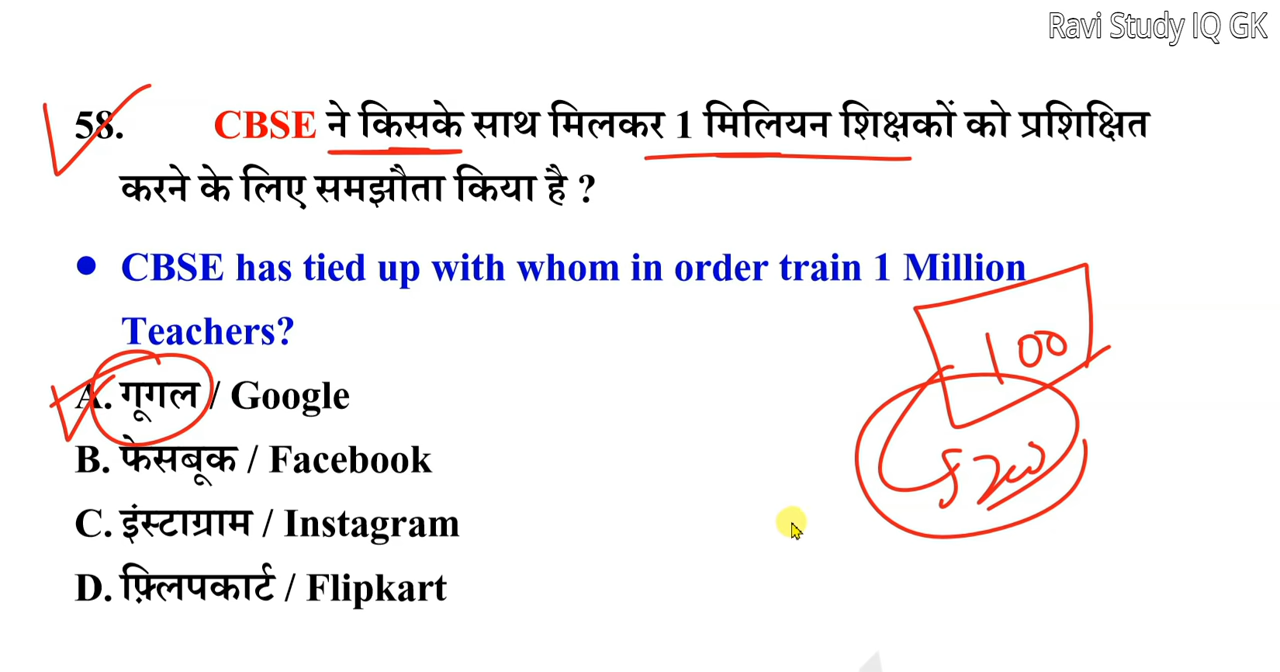 Ravi Study IQ GK
58. CBSE ने किसके साथ मिलकर 1 मिलियन शिक्षकों को प्रशिक्षित
करने के लिए समझौता किया है ?
• CBSE has tied up with whom in order train 1 Million
Teachers?
100
A. गूगल / Google
B. फेसबूक / Facebook
C. इंस्टाग्राम / Instagram
D. फ़्लिपकार्ट / Flipkart